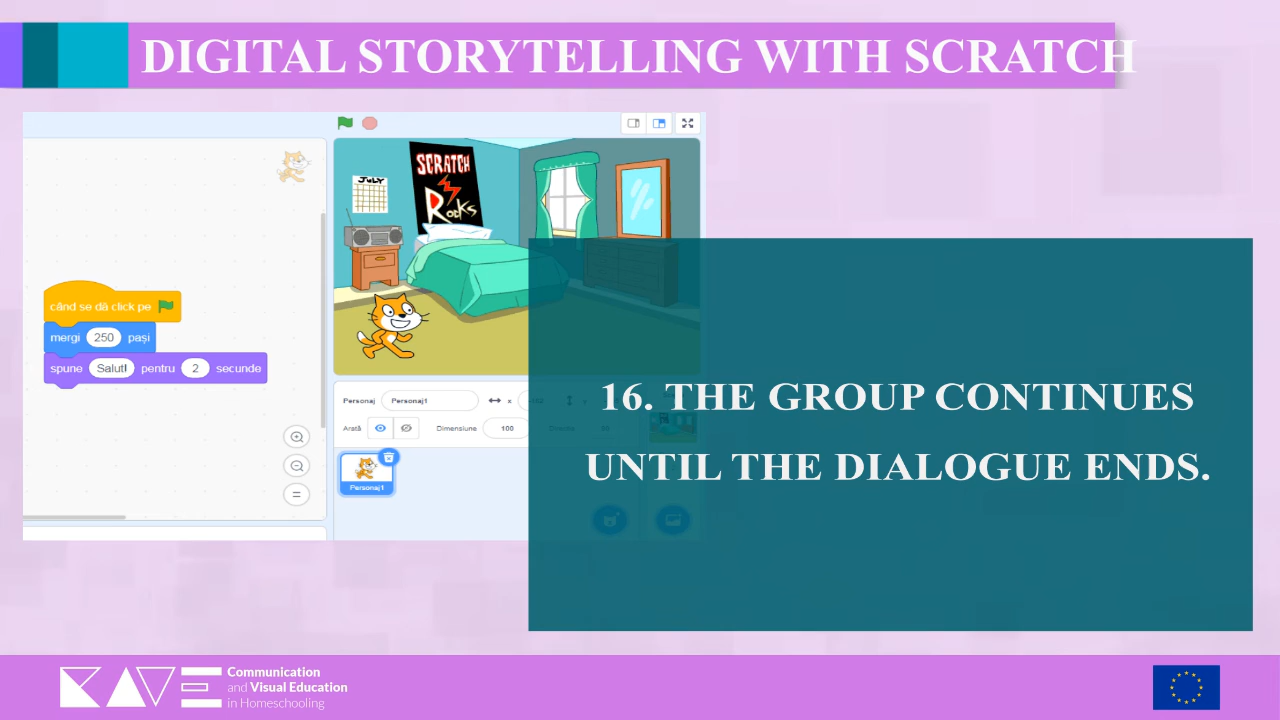 DIGITAL STORYTELLING WITH SCRATCH
JULY
SCRATCH
ROCKS
când se dă click pe
mergi 250 pași
spune Salut! pentru 2 secunde
Personaj Personaj1 x
Arată Dimensiune 100
Personaj1
16. THE GROUP CONTINUES
UNTIL THE DIALOGUE ENDS.
KAVE
Communication
and Visual Education
in Homeschooling